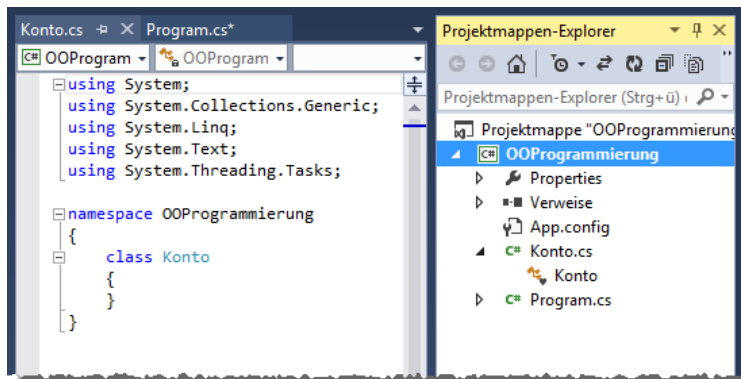 Konto.cs Program.cs*
OOProgram OOProgram
using System;
using System.Collections.Generic;
using System.Linq;
using System.Text;
using System.Threading.Tasks;
namespace OOProgrammierung
{
class Konto
{
}
}
Projektmappen-Explorer
Projektmappen-Explorer (Strg+ü)
Projektmappe "OOProgrammierung
C# OOProgrammierung
Properties
Verweise
App.config
C# Konto.cs
Konto
C# Program.cs